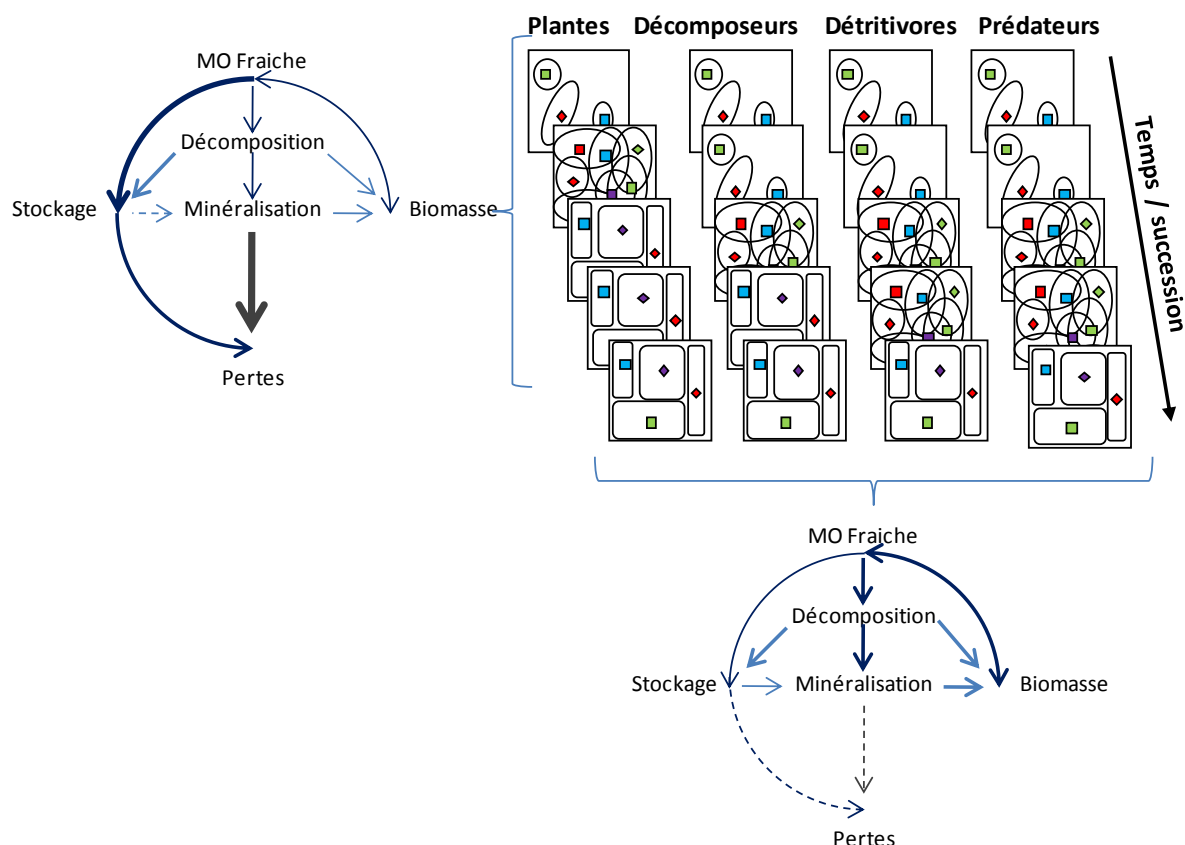 Plantes Décomposeurs Détritivores Prédateurs
MO Fraiche
Décomposition
Stockage Minéralisation Biomasse
Pertes
Temps / succession
MO Fraiche
Décomposition
Stockage Minéralisation Biomasse
Pertes